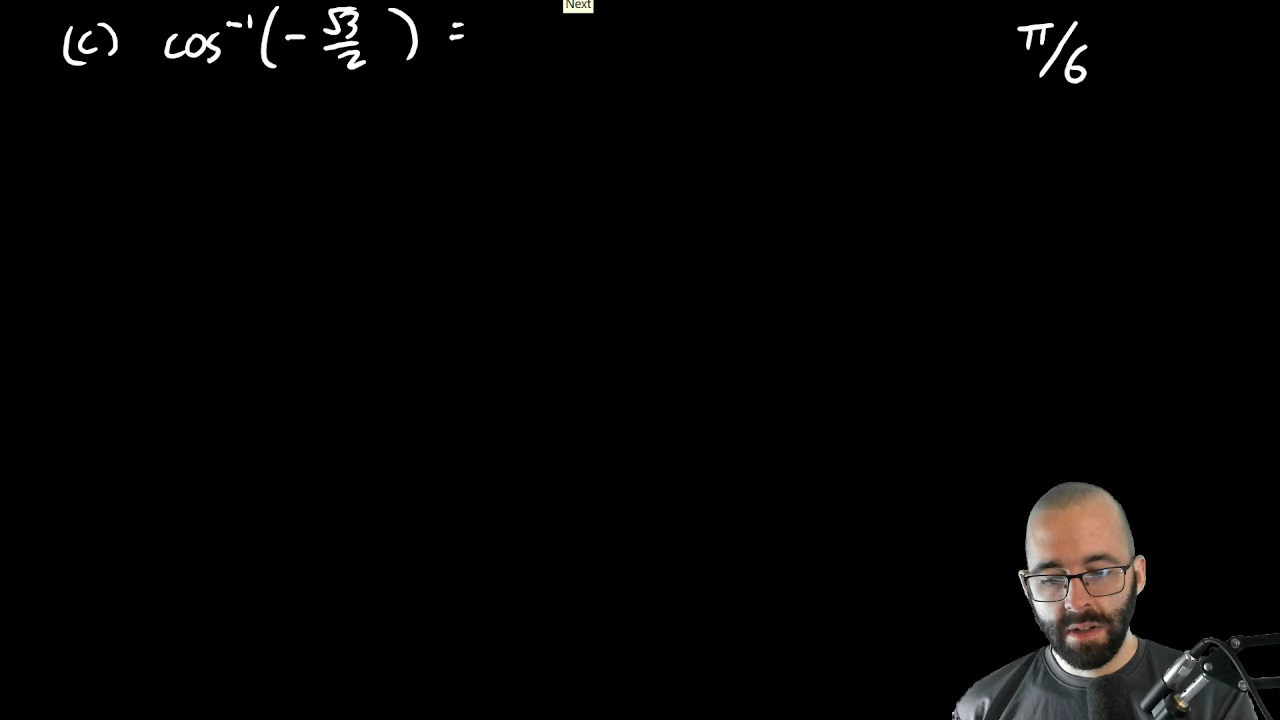 Next
(c) cos⁻¹(-√3/2) =
π/6